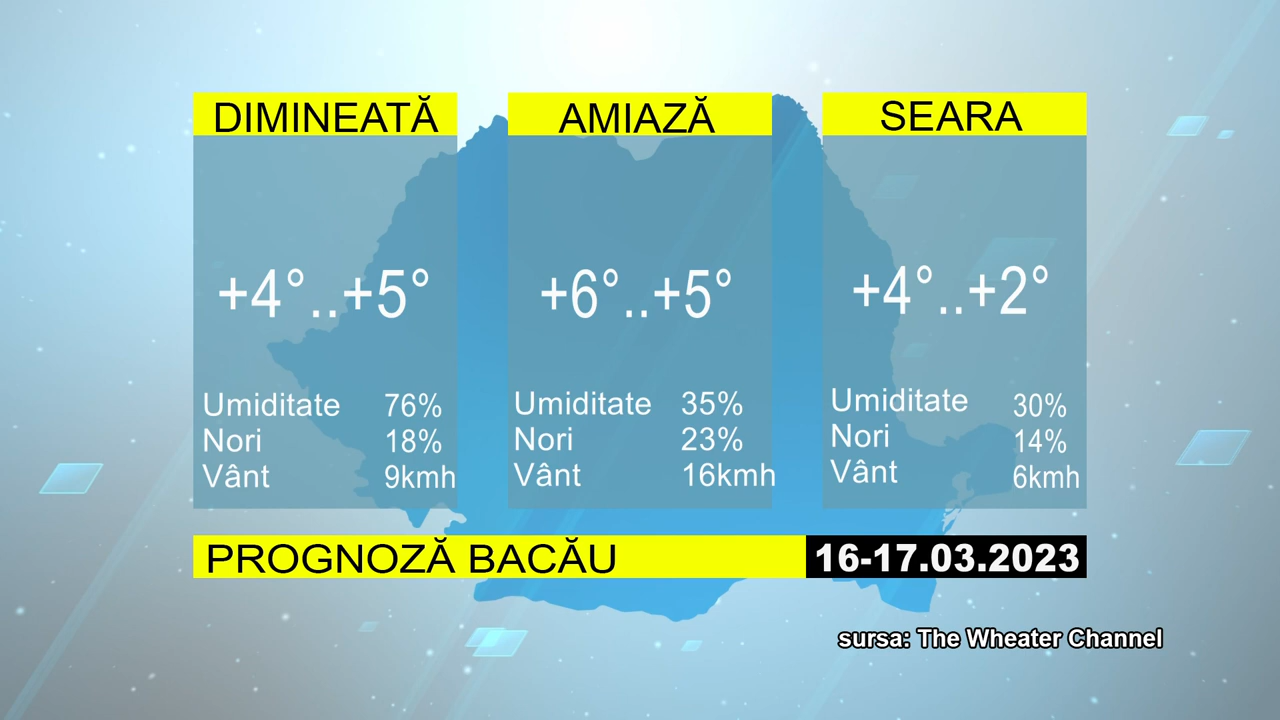 DIMINEATĂ
+4°..+5°
Umiditate 76%
Nori 18%
Vânt 9kmh
AMIAZĂ
+6°..+5°
Umiditate 35%
Nori 23%
Vânt 16kmh
SEARA
+4°..+2°
Umiditate 30%
Nori 14%
Vânt 6kmh
PROGNOZĂ BACĂU 16-17.03.2023
sursa: The Wheater Channel